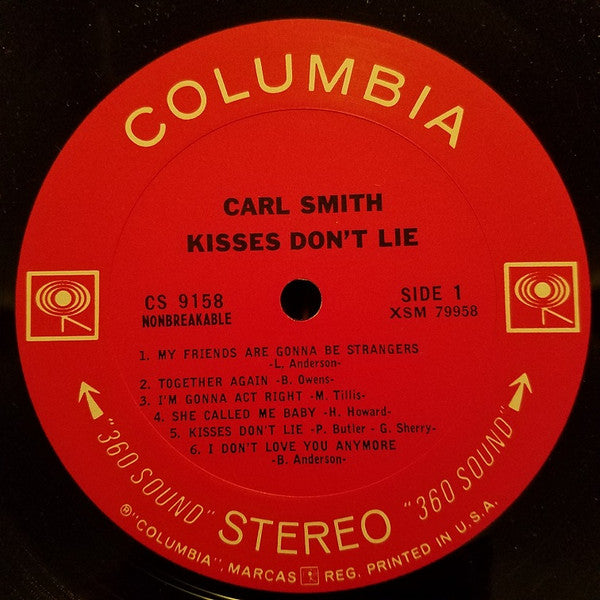 COLUMBIA
CARL SMITH
KISSES DON'T LIE
CS 9158
NONBREAKABLE
SIDE 1
XSM 79958
1. MY FRIENDS ARE GONNA BE STRANGERS
-L. Anderson-
2. TOGETHER AGAIN -B. Owens-
3. I'M GONNA ACT RIGHT -M. Tillis-
4. SHE CALLED ME BABY -H. Howard-
5. KISSES DON'T LIE -P. Butler - G. Sherry-
6. I DON'T LOVE YOU ANYMORE
-B. Anderson-
"360 SOUND" STEREO "360 SOUND"
®"COLUMBIA", MARCAS REG. PRINTED IN U.S.A.